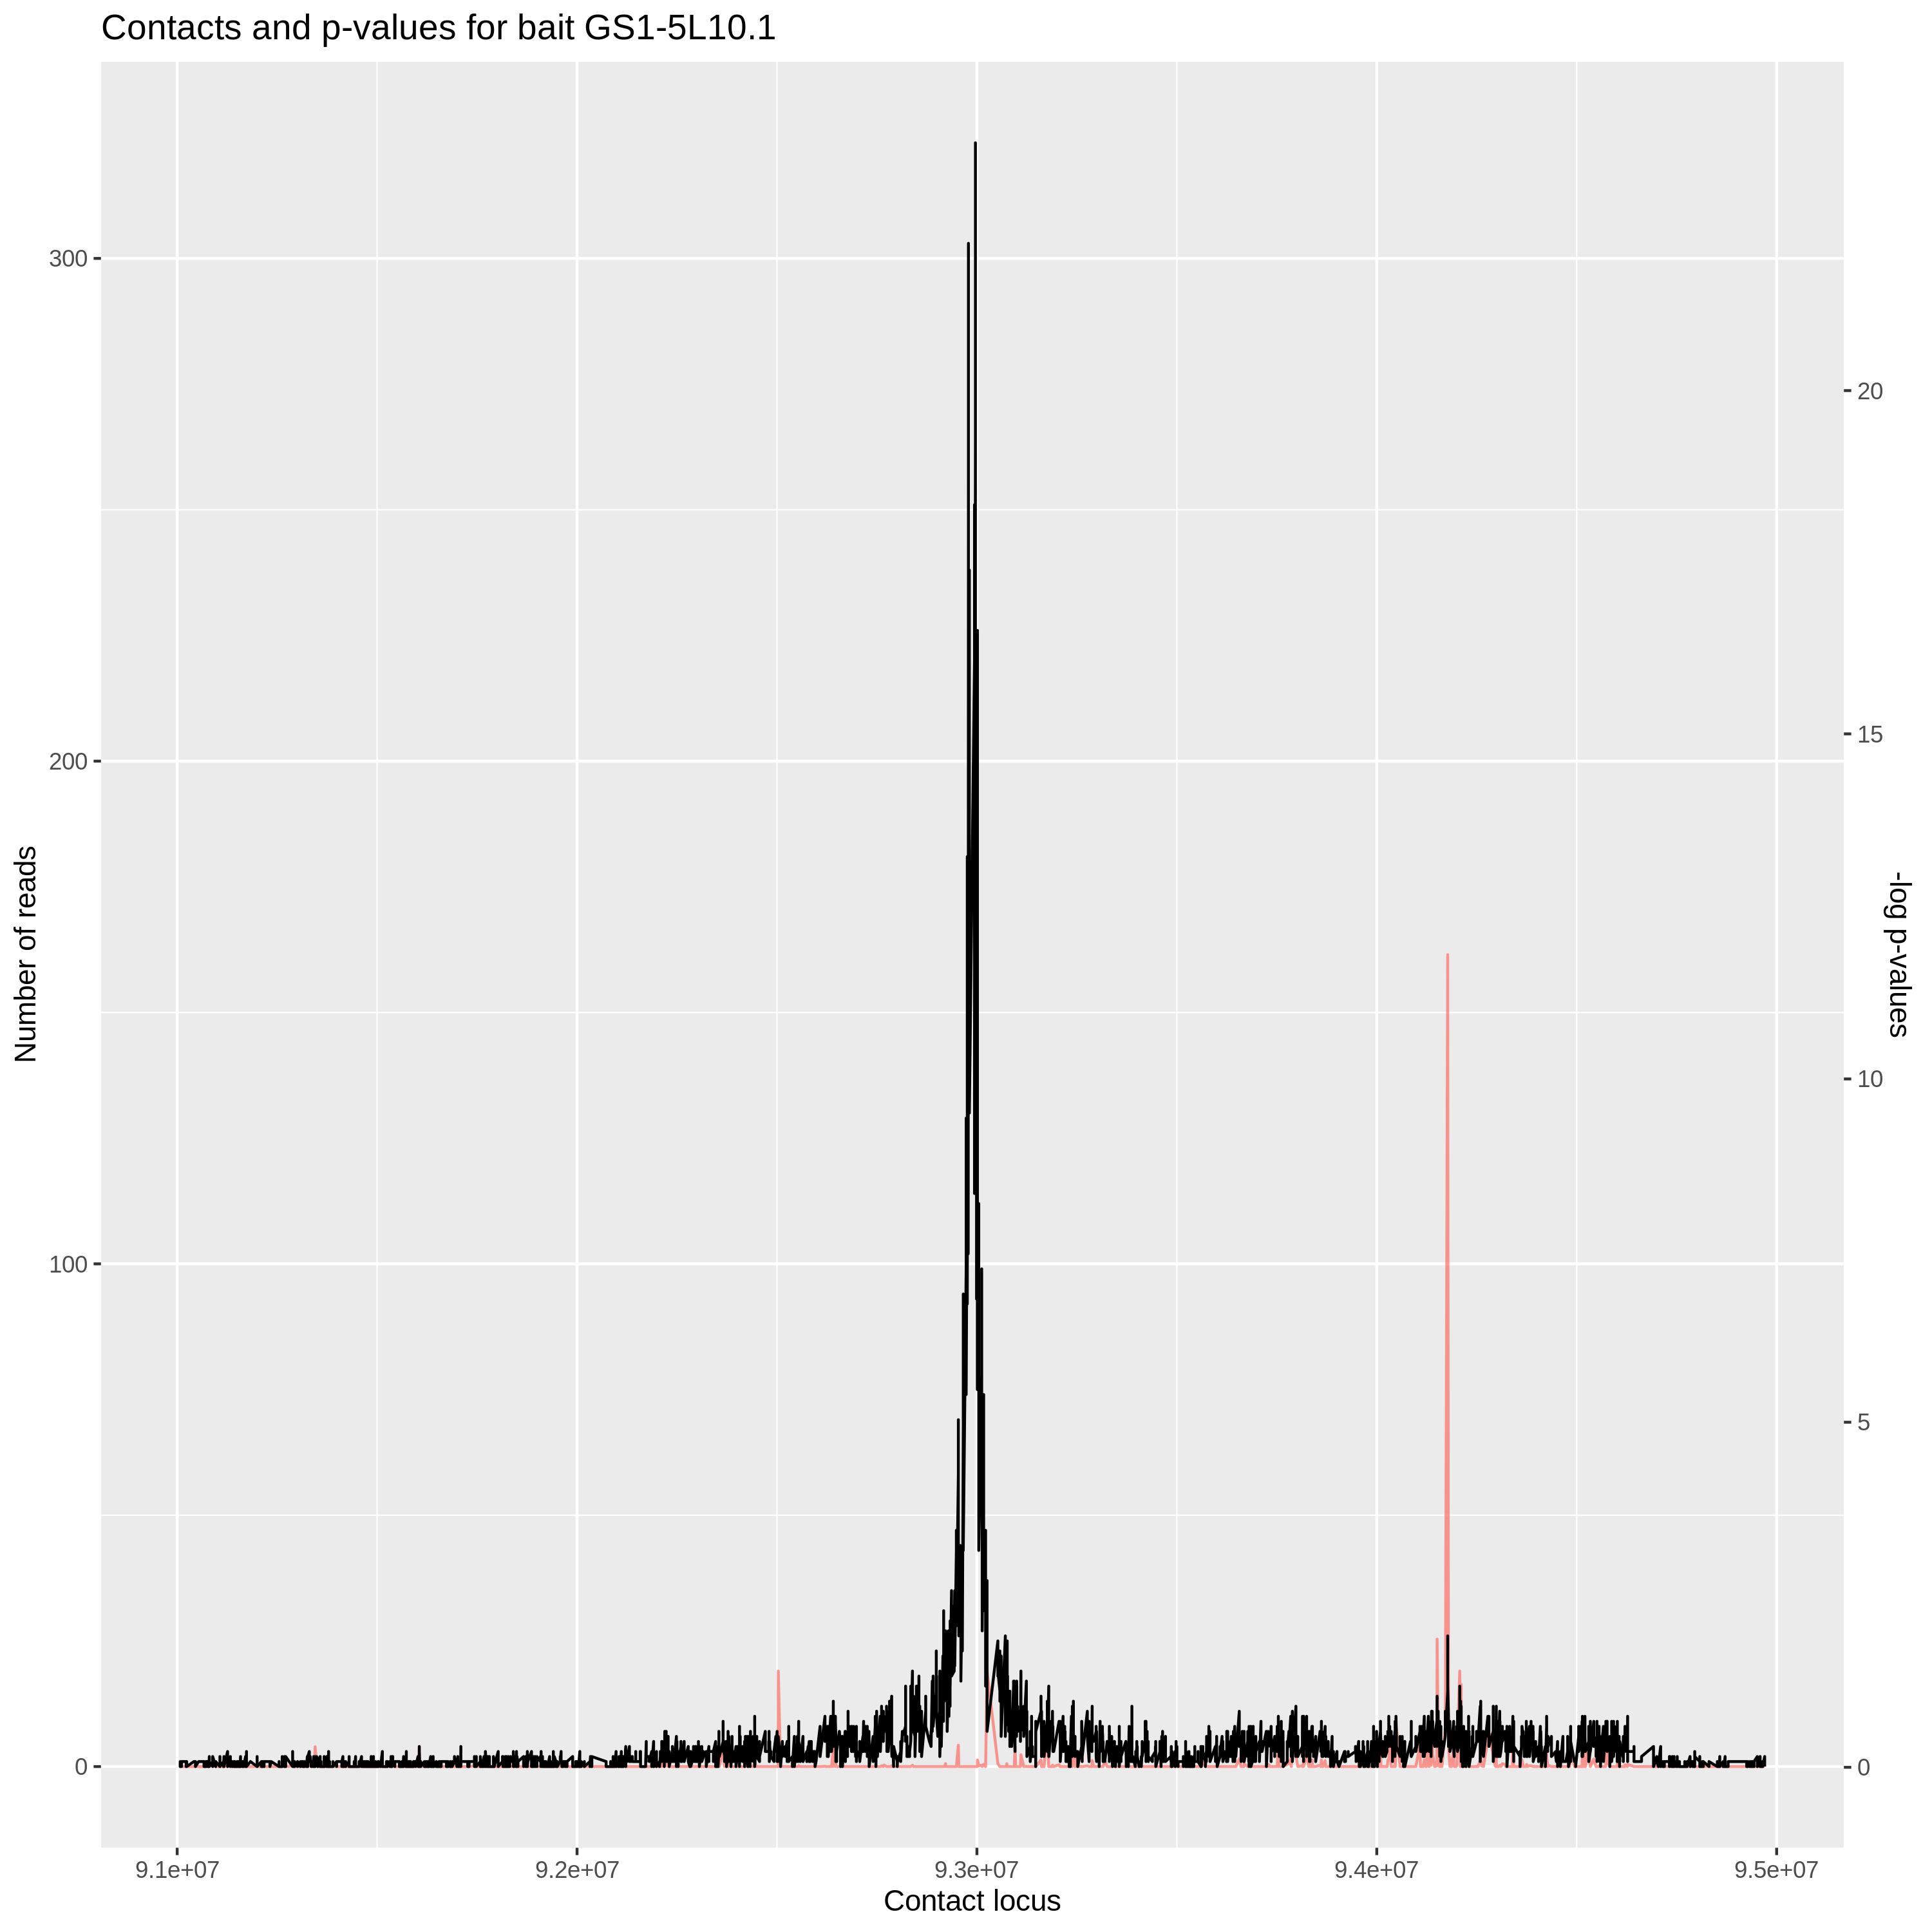 Contacts and p-values for bait GS1-5L10.1
Number of reads
300
200
100
0
20
15
10
5
0
-log p-values
9.1e+07 9.2e+07 9.3e+07 9.4e+07 9.5e+07
Contact locus